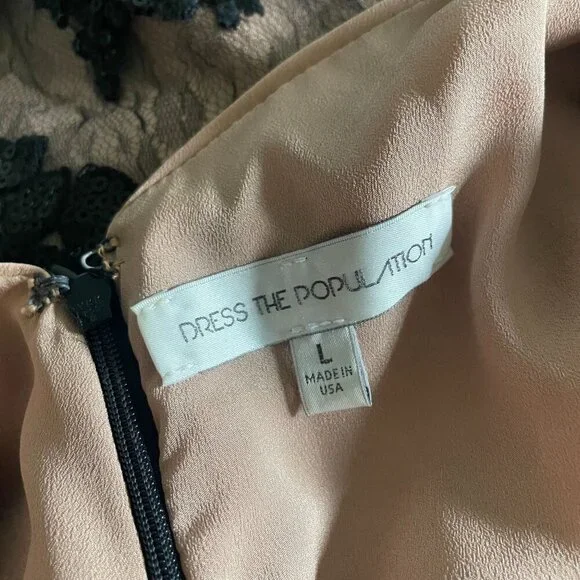 DRESS THE POPULATION
L
MADE IN
USA